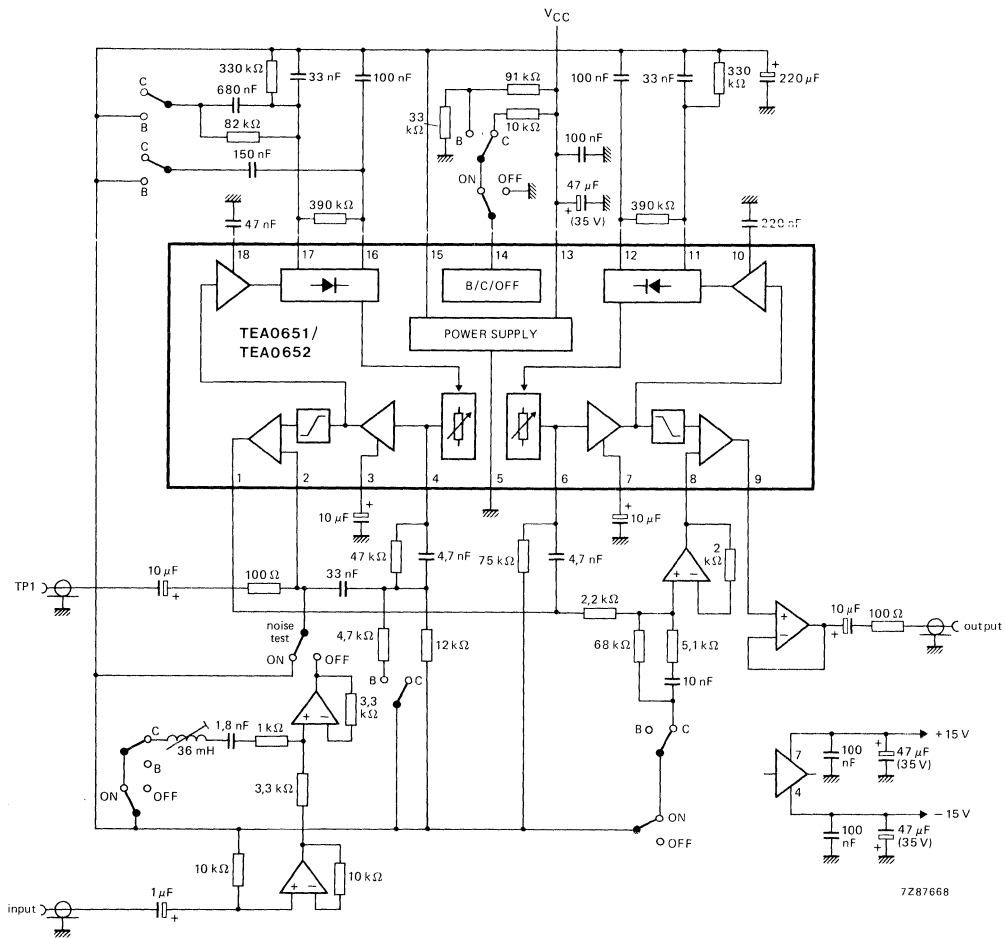 VCC
330 kΩ
33 nF
100 nF
91 kΩ
100 nF
33 nF
330 kΩ
+
220 µF
C
680 nF
33 kΩ
B
C
10 kΩ
B
82 kΩ
100 nF
C
150 nF
ON
OFF
47 µF
+
(35 V)
B
390 kΩ
390 kΩ
47 nF
220 nF
18
17
16
15
14
13
12
11
10
B/C/OFF
TEA0651/
TEA0652
POWER SUPPLY
1
2
3
4
5
6
7
8
9
+
10 µF
+
10 µF
47 kΩ
4,7 nF
75 kΩ
4,7 nF
2 kΩ
+ −
TP1
10 µF
+
100 Ω
33 nF
2,2 kΩ
+
−
10 µF
+
100 Ω
output
noise test
ON
OFF
4,7 kΩ
12 kΩ
68 kΩ
5,1 kΩ
10 nF
B
C
+ −
3,3 kΩ
B
C
C
36 mH
1,8 nF
1 kΩ
B
ON
OFF
3,3 kΩ
ON
OFF
7
4
100 nF
+
47 µF
(35 V)
+15 V
−15 V
100 nF
+
47 µF
(35 V)
10 kΩ
+ −
10 kΩ
input
1 µF
+
7Z87668